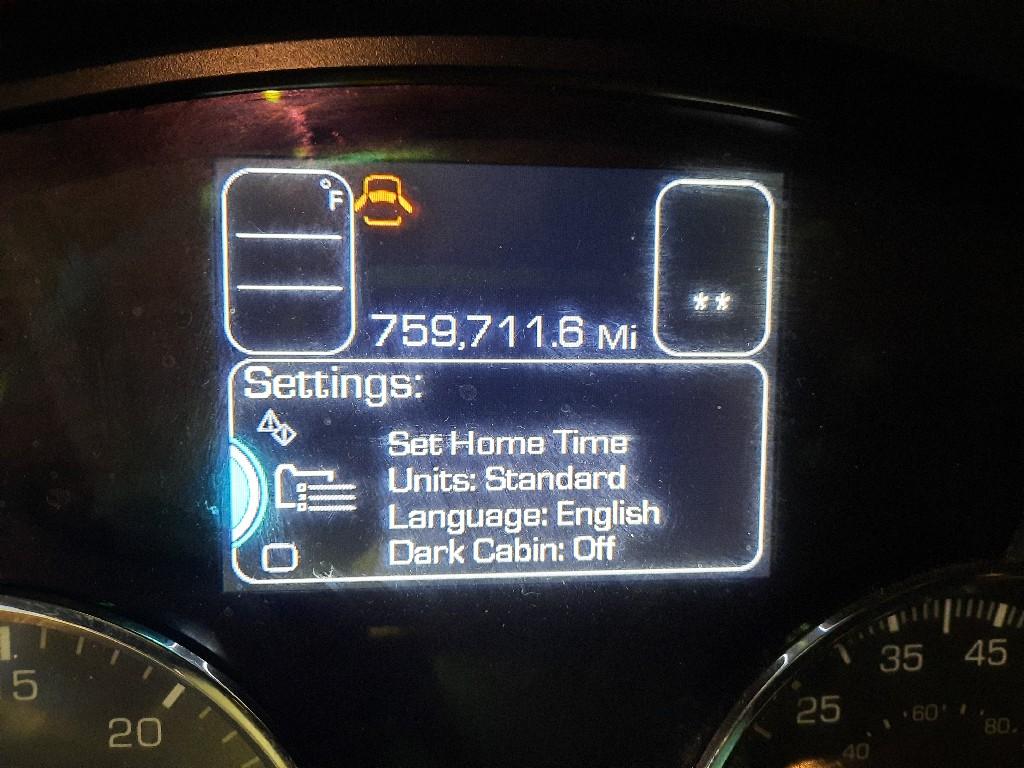 °F
759,711.6 Mi
**
Settings:
Set Home Time
Units: Standard
Language: English
Dark Cabin: Off
5
20
25
35
45
40
60
80